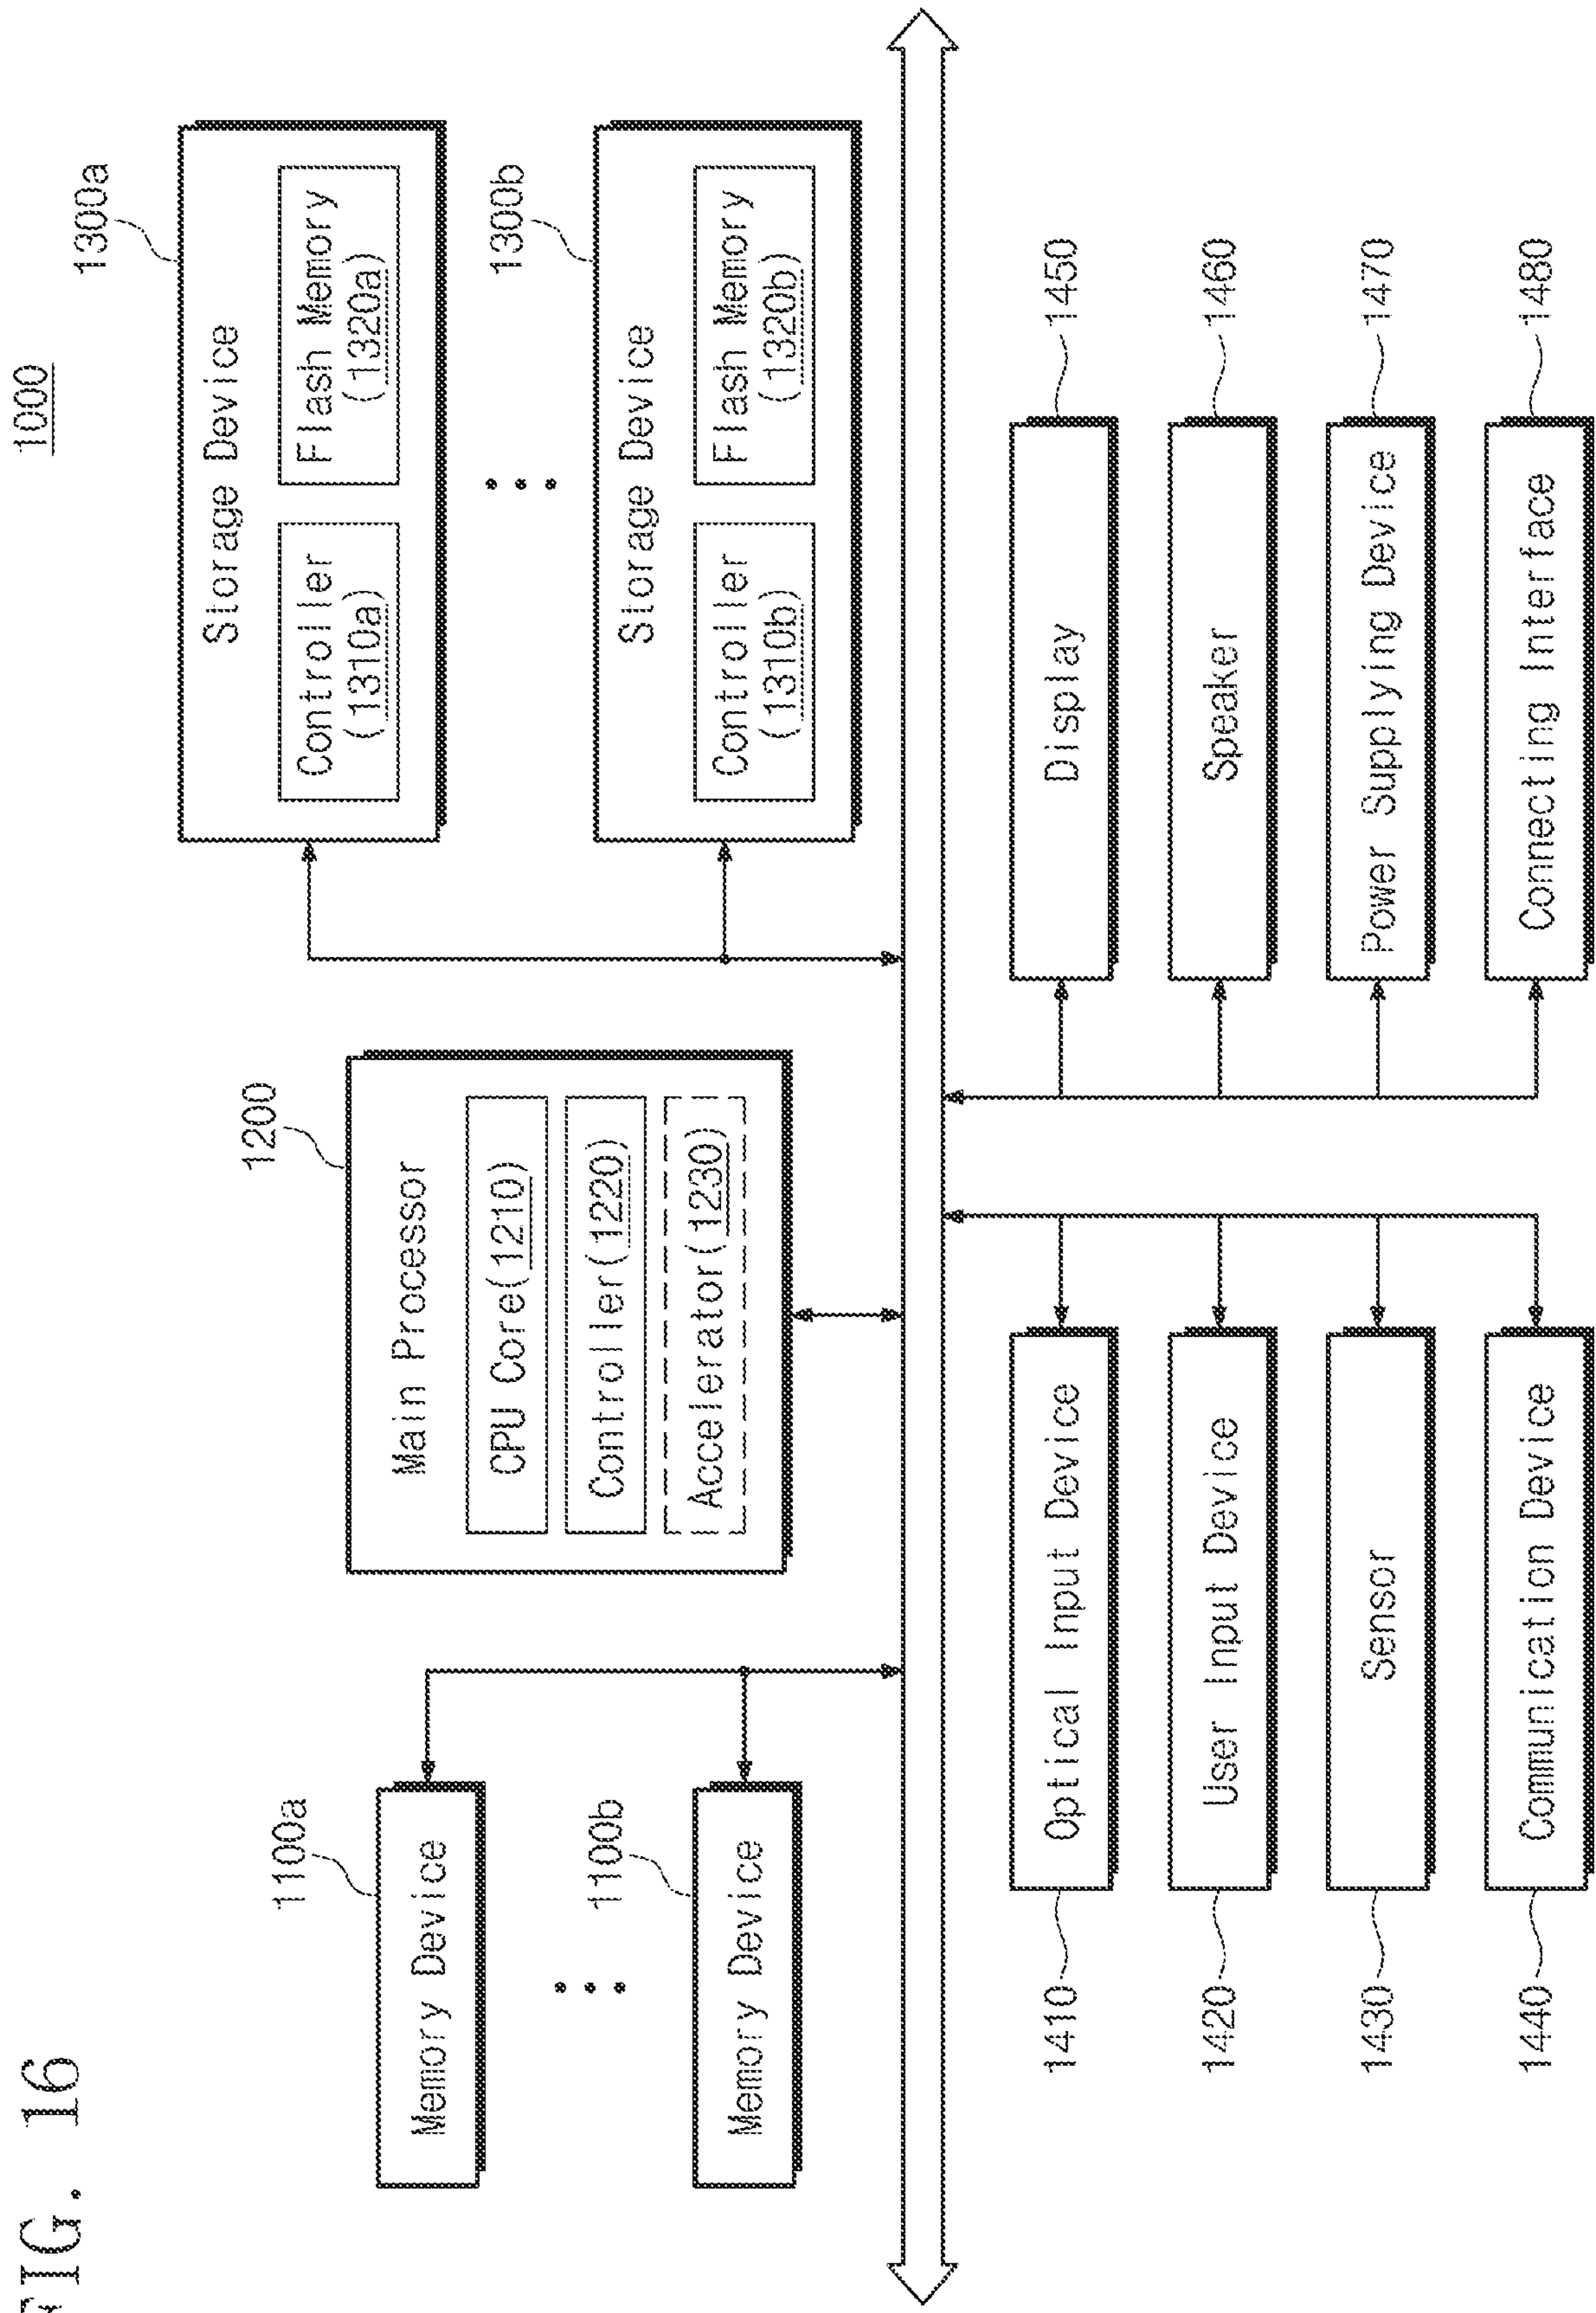 FIG. 16
1000
1300a
Storage Device
Controller
(1310a)
Flash Memory
(1320a)
1300b
Storage Device
Controller
(1310b)
Flash Memory
(1320b)
1200
Main Processor
CPU Core(1210)
Controller(1220)
Accelerator(1230)
1100a
Memory Device
1100b
Memory Device
1410
Optical Input Device
1420
User Input Device
1430
Sensor
1440
Communication Device
Display
1450
Speaker
1460
Power Supplying Device
1470
Connecting Interface
1480